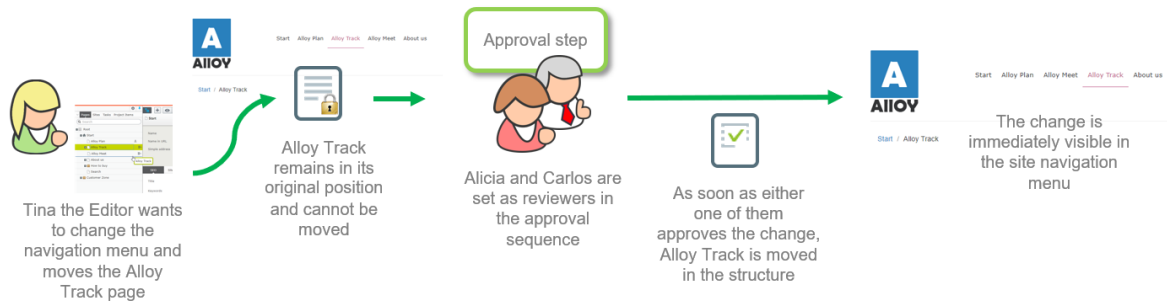 A
Alloy
Start Alloy Plan Alloy Track Alloy Meet About us
Start / Alloy Track
Approval step
A
Alloy
Start Alloy Plan Alloy Meet Alloy Track About us
Start / Alloy Track
Tina the Editor wants
to change the
navigation menu and
moves the Alloy
Track page
Alloy Track
remains in its
original position
and cannot be
moved
Alicia and Carlos are
set as reviewers in
the approval
sequence
As soon as either
one of them
approves the change,
Alloy Track is moved
in the structure
The change is
immediately visible in
the site navigation
menu